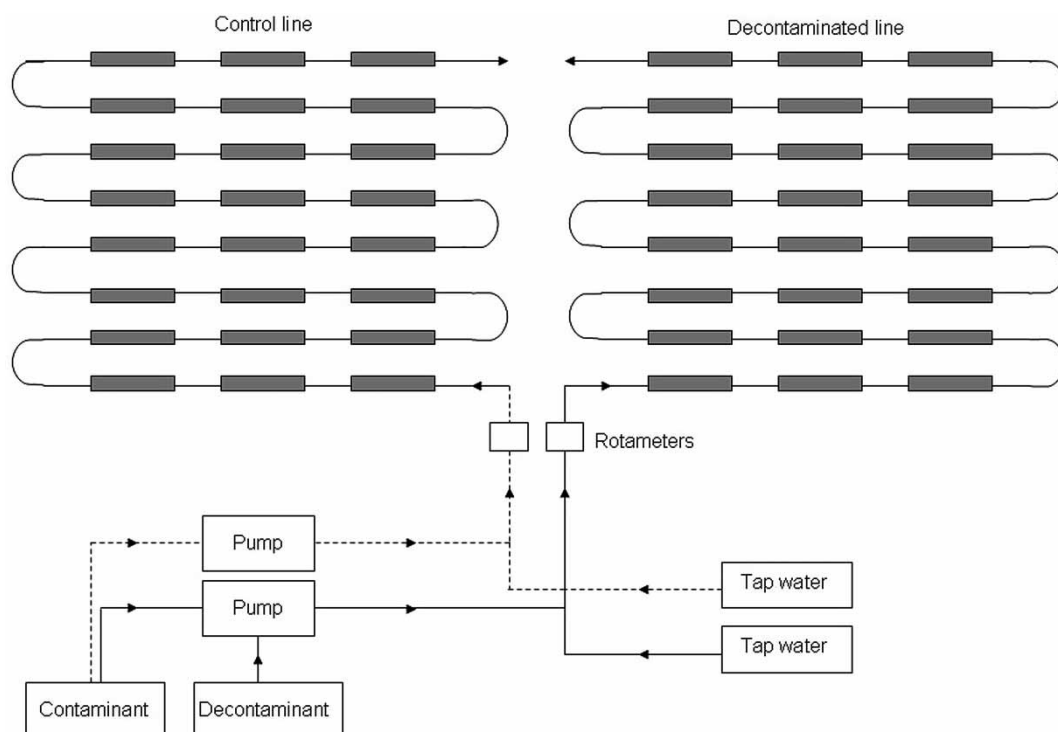 Control line
Decontaminated line
Rotameters
Pump
Tap water
Pump
Tap water
Contaminant
Decontaminant